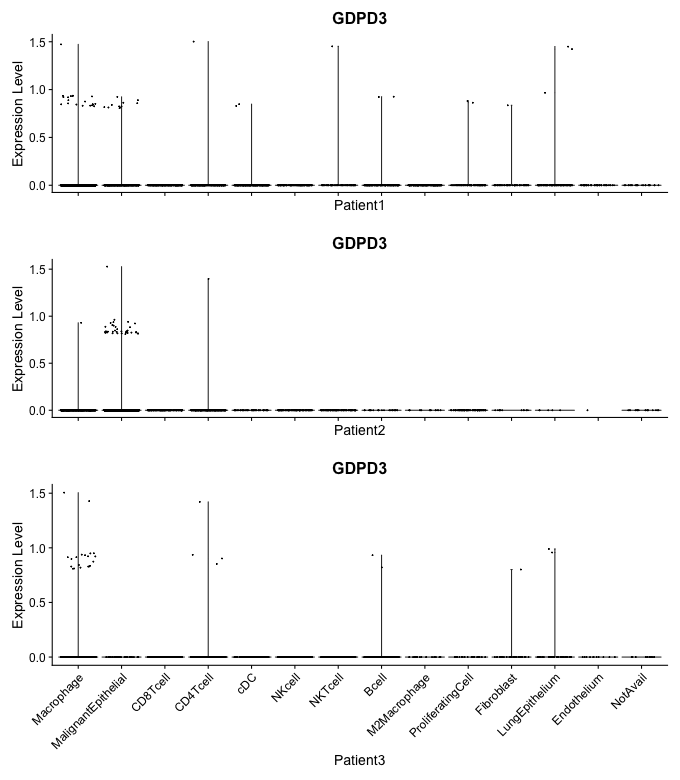 GDPD3
Expression Level
1.5
1.0
0.5
0.0
Patient1
GDPD3
Expression Level
1.5
1.0
0.5
0.0
Patient2
GDPD3
Expression Level
1.5
1.0
0.5
0.0
Macrophage
MalignantEpithelial
CD8Tcell
CD4Tcell
cDC
NKcell
NKTcell
Bcell
M2Macrophage
ProliferatingCell
Fibroblast
LungEpithelium
Endothelium
NotAvail
Patient3